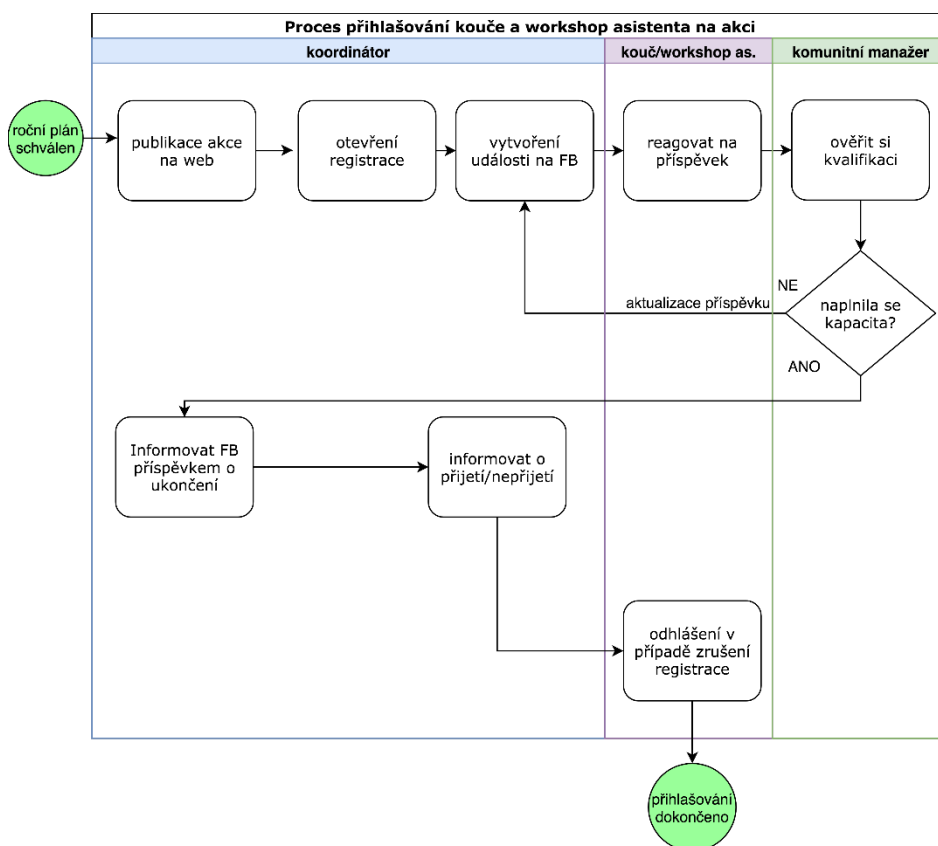 Proces přihlašování kouče a workshop asistenta na akci
koordinátor
kouč/workshop as.
komunitní manažer
roční plán
schválen
publikace akce
na web
otevření
registrace
vytvoření
události na FB
reagovat na
příspěvek
ověřit si
kvalifikaci
NE
aktualizace příspěvku
naplnila se
kapacita?
ANO
Informovat FB
příspěvkem o
ukončení
informovat o
přijetí/nepřijetí
odhlášení v
případě zrušení
registrace
přihlašování
dokončeno